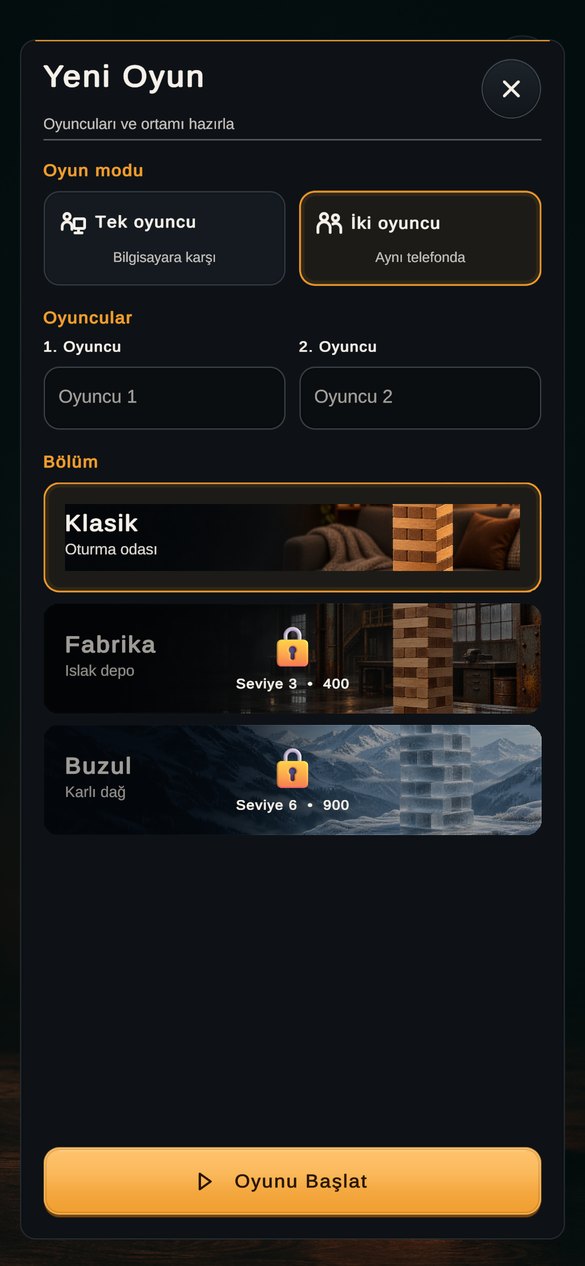 Yeni Oyun
Oyuncuları ve ortamı hazırla
Oyun modu
Tek oyuncu
Bilgisayara karşı
İki oyuncu
Aynı telefonda
Oyuncular
1. Oyuncu
2. Oyuncu
Oyuncu 1
Oyuncu 2
Bölüm
Klasik
Oturma odası
Fabrika
Islak depo
Seviye 3 • 400
Buzul
Karlı dağ
Seviye 6 • 900
Oyunu Başlat